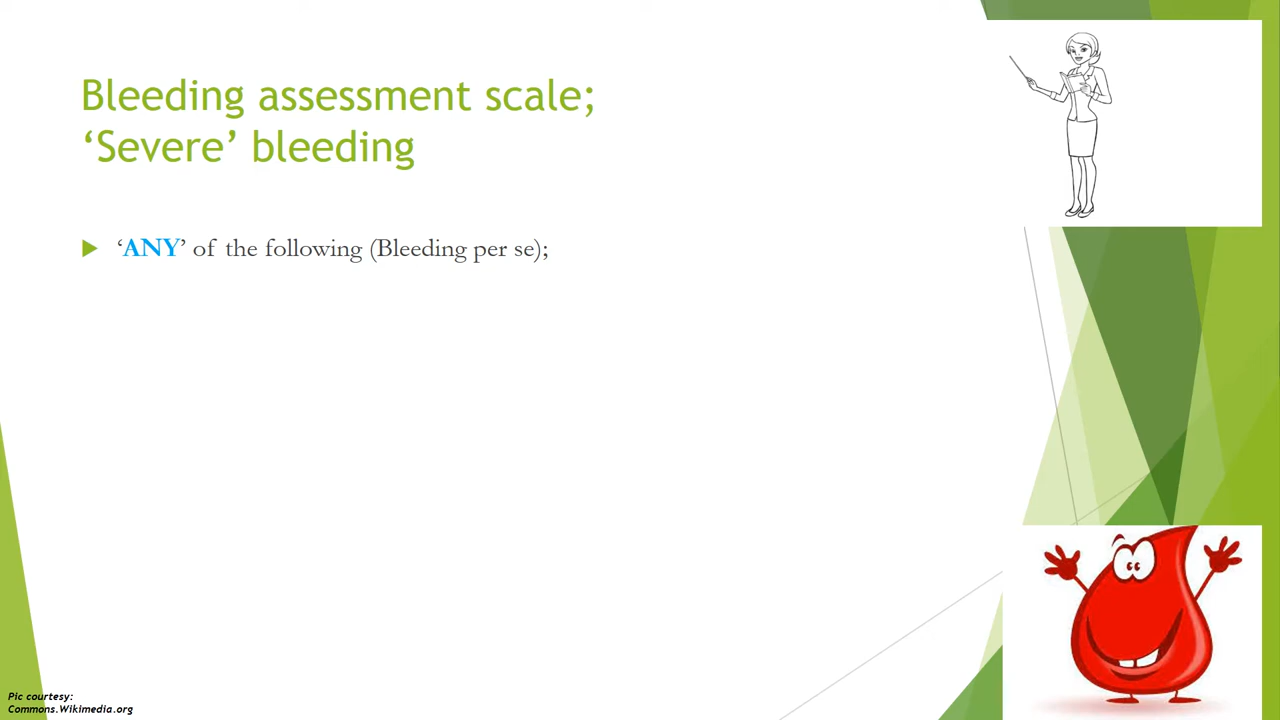 Bleeding assessment scale;
‘Severe’ bleeding
‘ANY’ of the following (Bleeding per se);
Pic courtesy:
Commons.Wikimedia.org